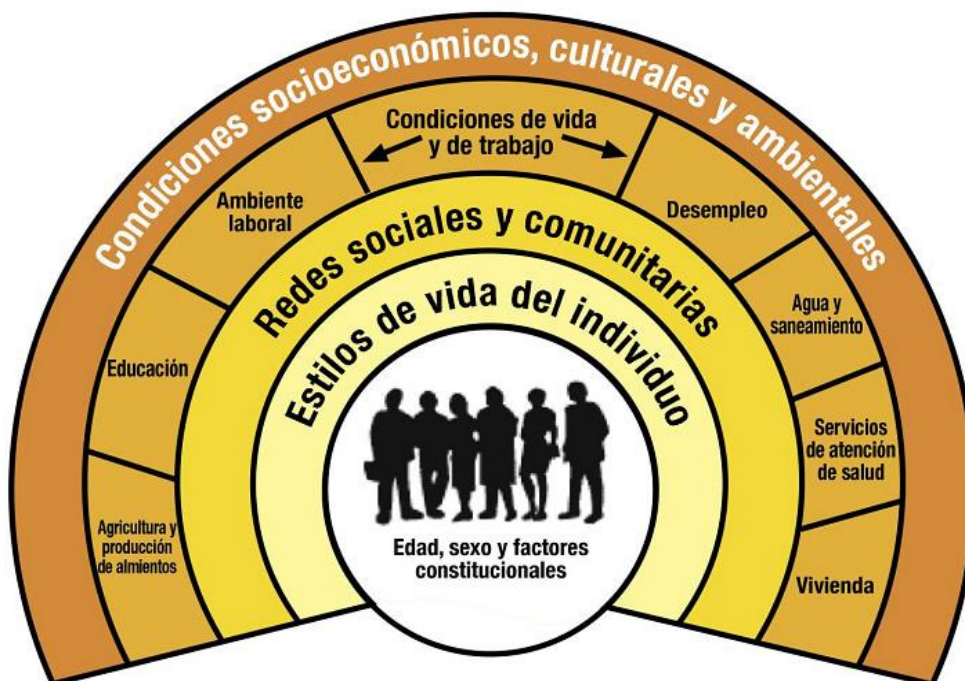 Condiciones socioeconómicos, culturales y ambientales
Condiciones de vida
y de trabajo
Ambiente
laboral
Desempleo
Educación
Agua y
saneamiento
Agricultura y
producción
de almientos
Servicios
de atención
de salud
Vivienda
Redes sociales y comunitarias
Estilos de vida del individuo
Edad, sexo y factores
constitucionales